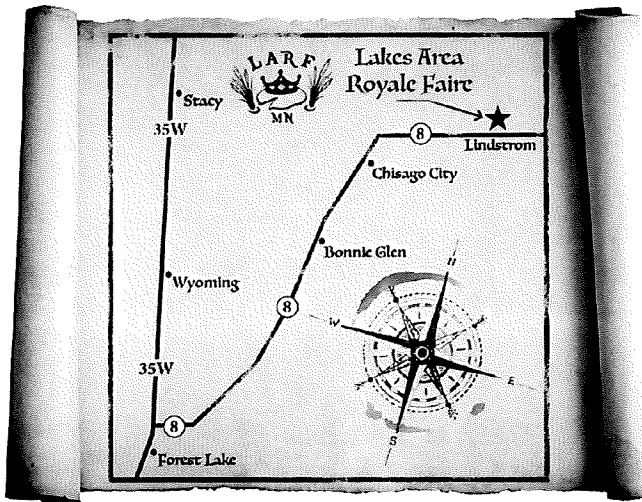 LARF
MN
Lakes Area
Royale Faire
Stacy
35W
8
Lindstrom
Chisago City
Bonnie Glen
Wyoming
8
35W
8
Forest Lake
N
W
E
S